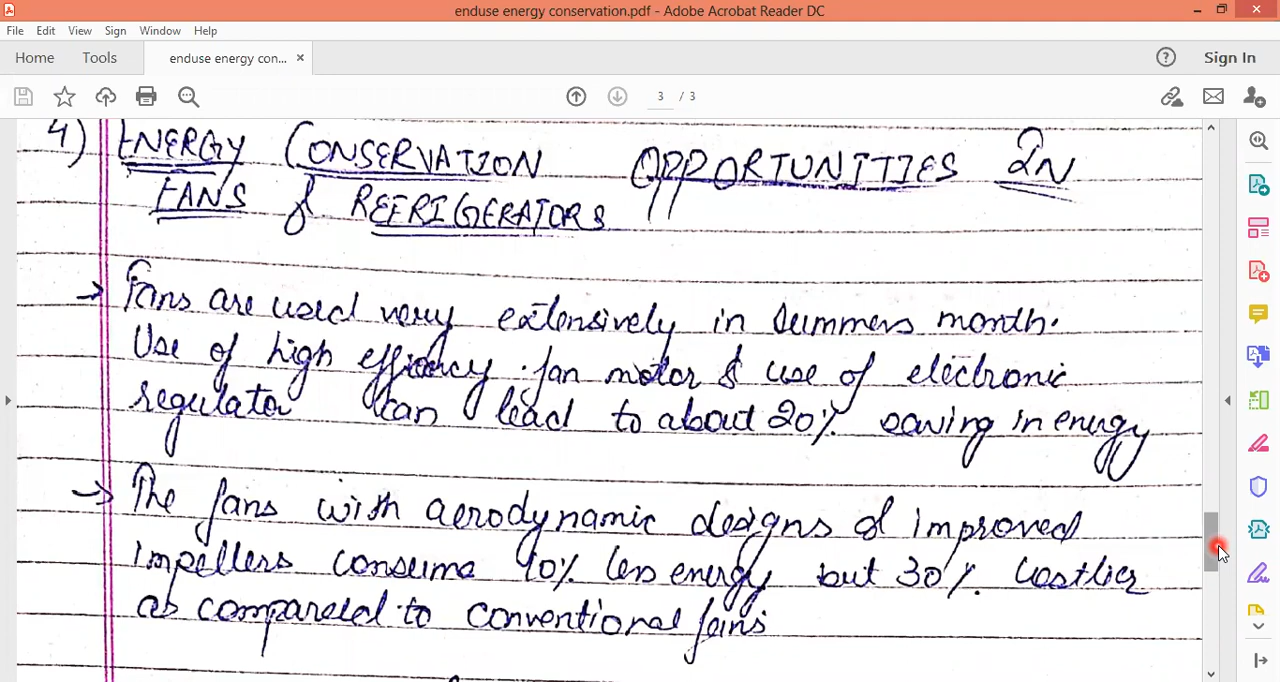 enduse energy conservation.pdf - Adobe Acrobat Reader DC
File Edit View Sign Window Help
Home Tools enduse energy con... × Sign In
3 / 3
4) ENERGY CONSERVATION OPPORTUNITIES IN
FANS & REFRIGERATORS
→ Fans are used very extensively in summers month.
Use of high efficiency fan motor & use of electronic
regulator can lead to about 20% saving in energy
→ The fans with aerodynamic designs & improved
impellers consume 40% less energy but 30% costlier
as compared to conventional fans